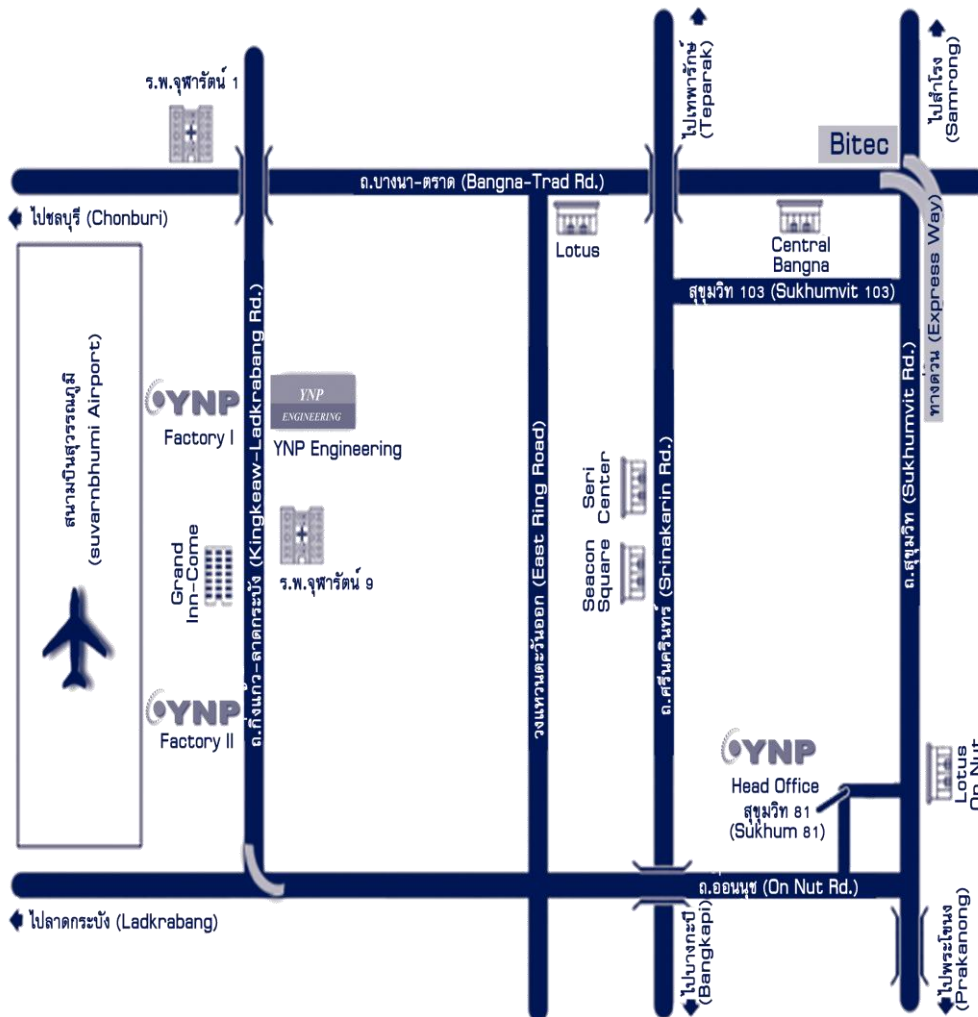 ร.พ.จุฬารัตน์ 1
ไปเทพารักษ์
(Teparak)
ไปสำโรง
(Samrong)
Bitec
ถ.บางนา-ตราด (Bangna-Trad Rd.)
ไปชลบุรี (Chonburi)
Lotus
Central
Bangna
สุขุมวิท 103 (Sukhumvit 103)
ทางด่วน (Express Way)
สนามบินสุวรรณภูมิ
(suvarnbhumi Airport)
YNP
Factory I
ถ.กิ่งแก้ว-ลาดกระบัง (Kingkeaw-Ladkrabang Rd.)
YNP
ENGINEERING
YNP Engineering
ร.พ.จุฬารัตน์ 9
Grand
Inn-Come
YNP
Factory II
วงแหวนตะวันออก (East Ring Road)
Seri
Center
Seacon
Square
ถ.ศรีนครินทร์ (Srinakarin Rd.)
ถ.สุขุมวิท (Sukhumvit Rd.)
YNP
Head Office
สุขุมวิท 81
(Sukhum 81)
Lotus
On Nut
ถ.ออนนุช (On Nut Rd.)
ไปลาดกระบัง (Ladkrabang)
ไปบางกะปิ
(Bangkapi)
ไปพระโขนง
(Prakanong)